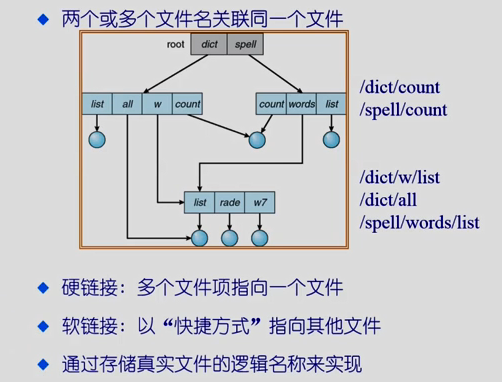 两个或多个文件名关联同一个文件
root dict spell
list all w count count words list
/dict/count
/spell/count
list rade w7
/dict/w/list
/dict/all
/spell/words/list
硬链接：多个文件项指向一个文件
软链接：以“快捷方式”指向其他文件
通过存储真实文件的逻辑名称来实现